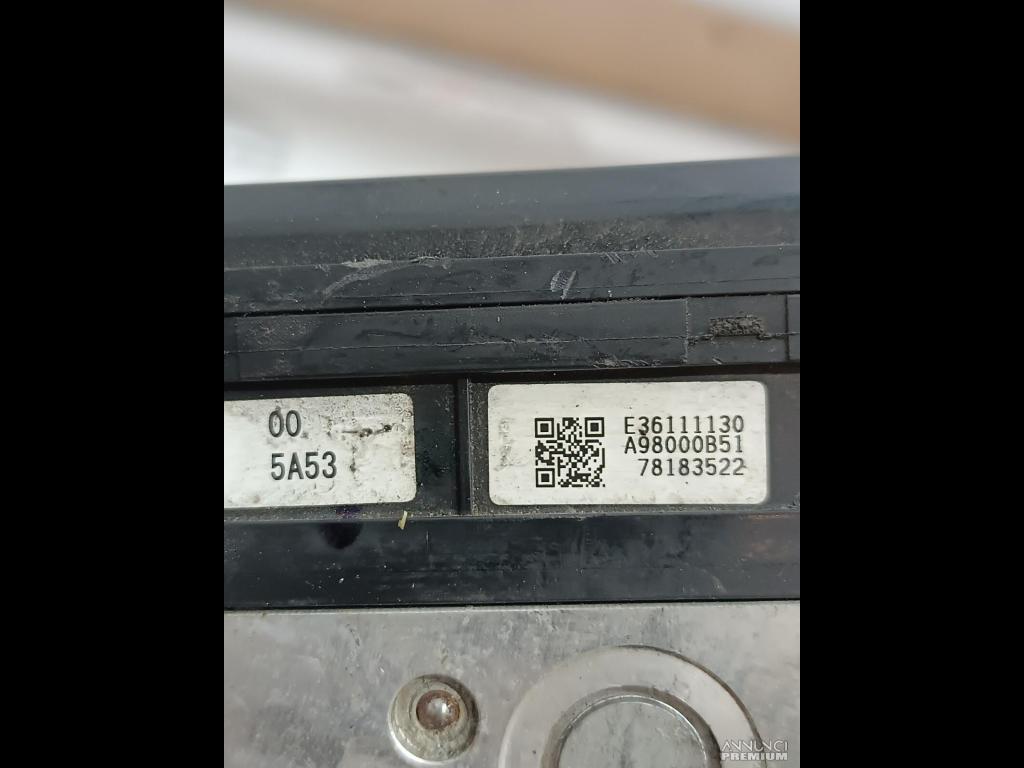 00
5A53
E36111130
A98000B51
78183522
ANNUNCI
PREMIUM